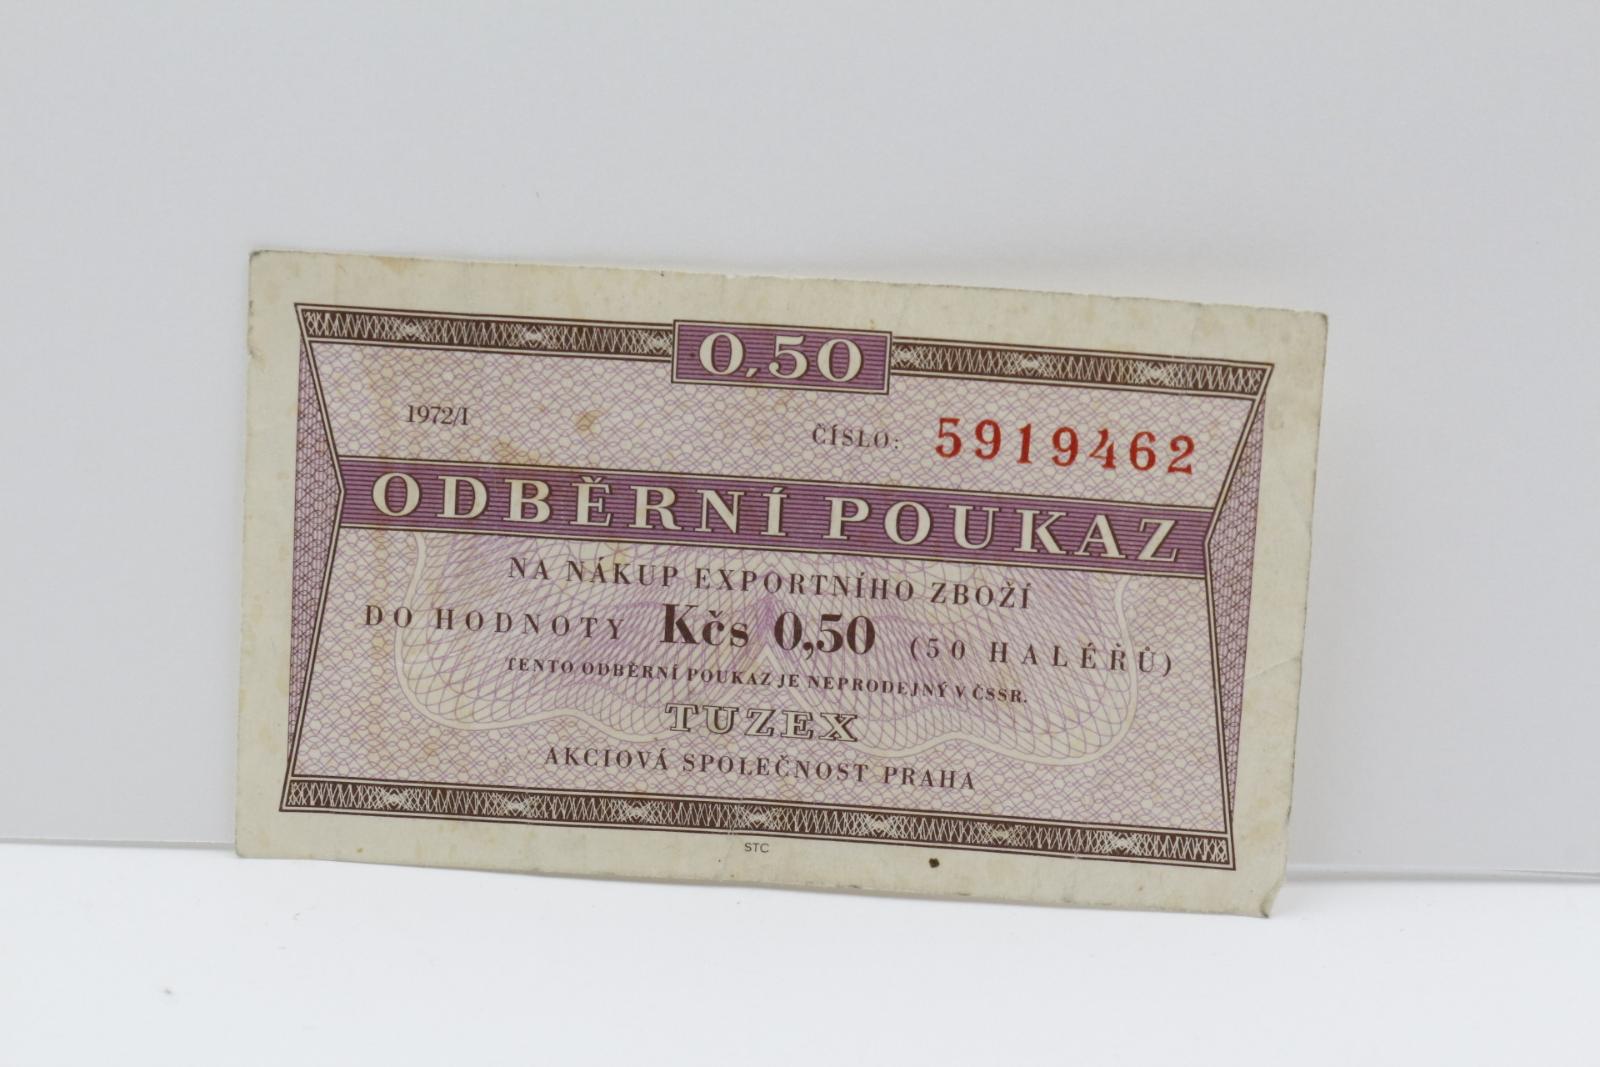 0,50
1972/I ČÍSLO: 5919462
ODBĚRNÍ POUKAZ
NA NÁKUP EXPORTNÍHO ZBOŽÍ
DO HODNOTY Kčs 0,50 (50 HALÉŘŮ)
TENTO ODBĚRNÍ POUKAZ JE NEPRODEJNÝ V ČSSR.
TUZEX
AKCIOVÁ SPOLEČNOST PRAHA
STC